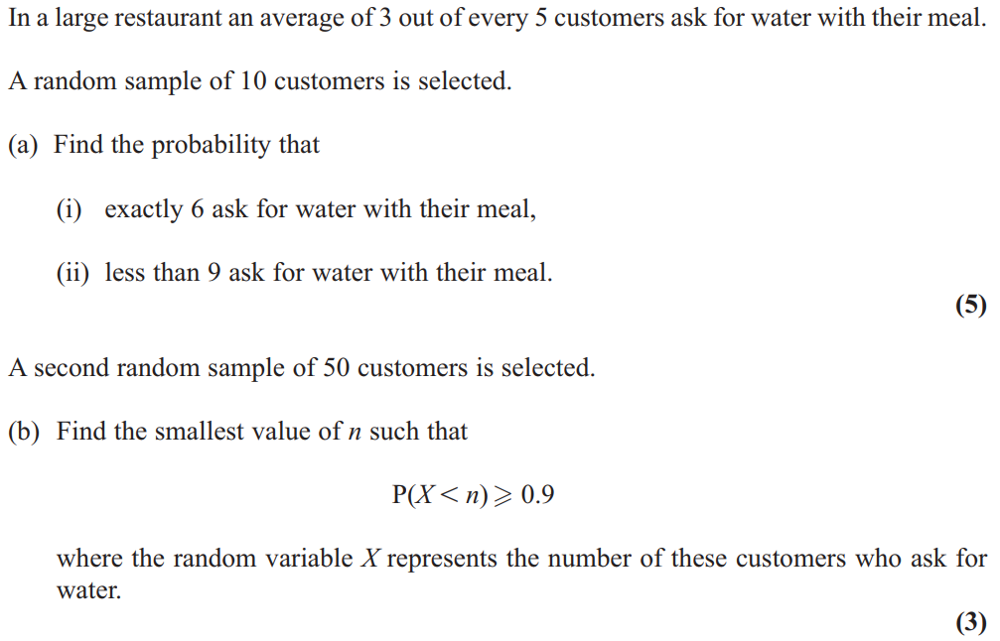 In a large restaurant an average of 3 out of every 5 customers ask for water with their meal.
A random sample of 10 customers is selected.
(a) Find the probability that
(i) exactly 6 ask for water with their meal,
(ii) less than 9 ask for water with their meal.
(5)
A second random sample of 50 customers is selected.
(b) Find the smallest value of n such that
P(X < n) ⩾ 0.9
where the random variable X represents the number of these customers who ask for
water.
(3)